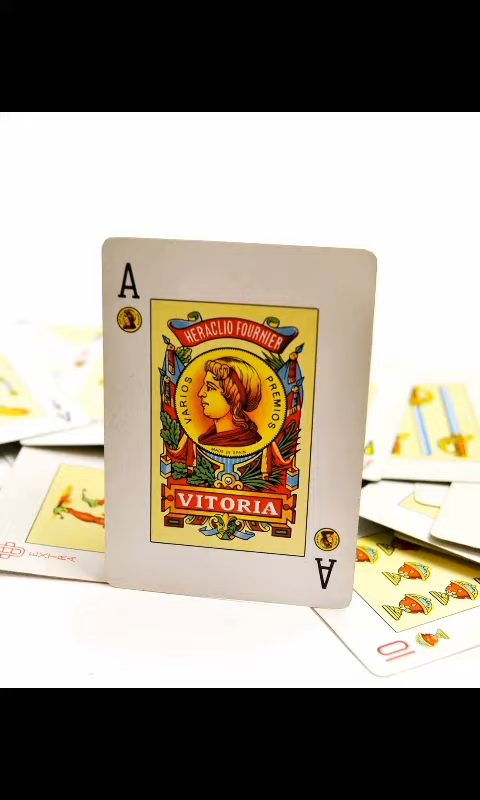 A
HERACLIO FOURNIER
VARIOS PREMIOS
MADE IN SPAIN
VITORIA
A
EXTRA
10